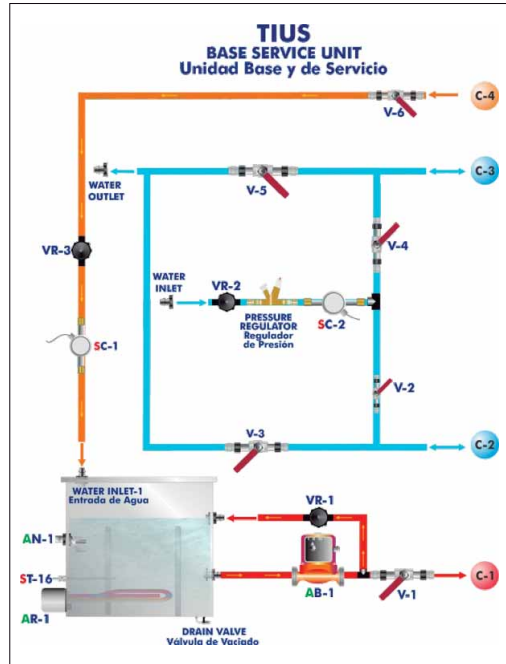 TIUS
BASE SERVICE UNIT
Unidad Base y de Servicio
C-4
V-6
C-3
WATER
OUTLET
V-5
V-4
VR-3
WATER
INLET
VR-2
PRESSURE
REGULATOR
Regulador
de Presión
SC-2
SC-1
V-2
V-3
C-2
WATER INLET-1
Entrada de Agua
VR-1
AN-1
ST-16
AB-1
V-1
C-1
AR-1
DRAIN VALVE
Válvula de Vaciado